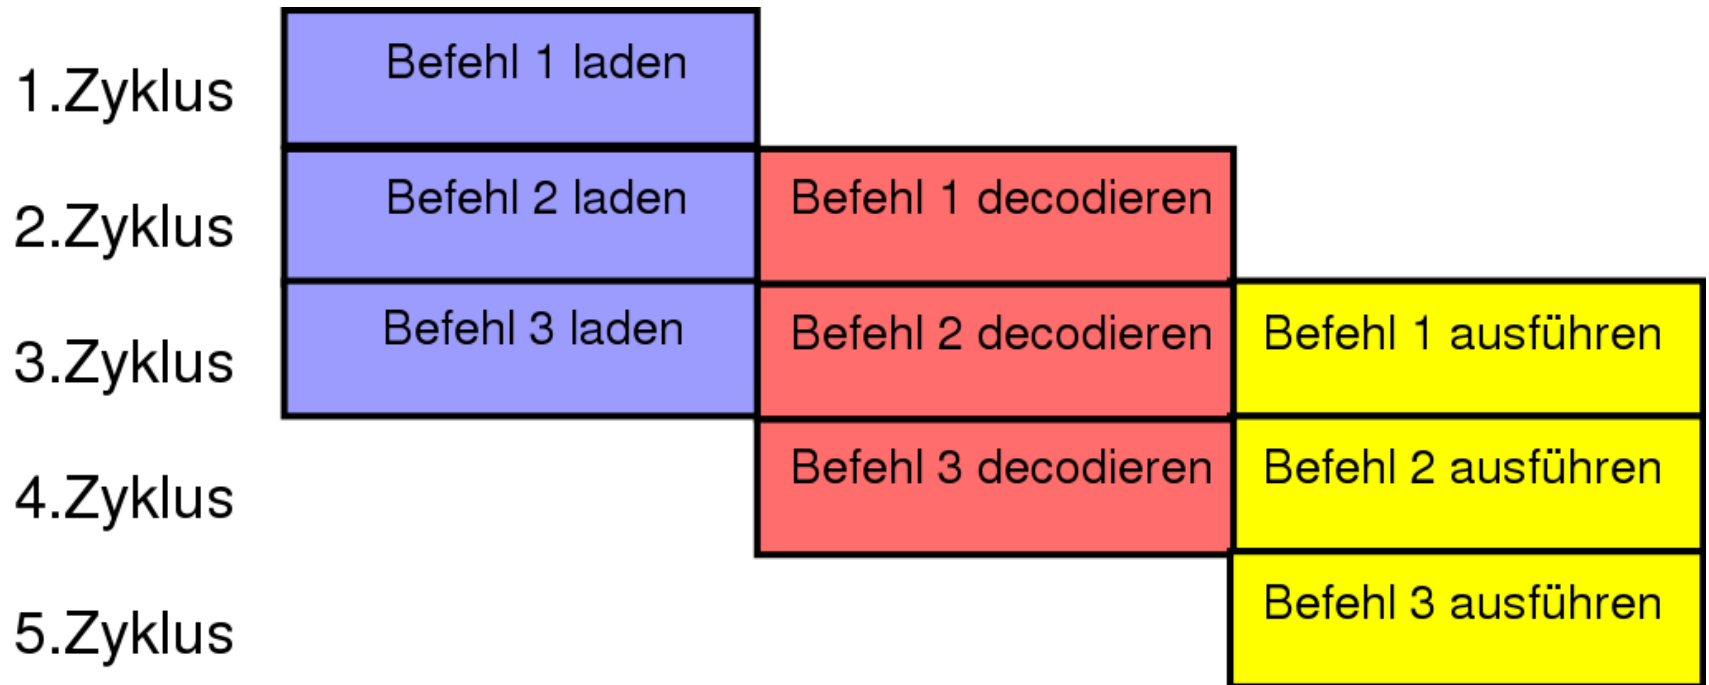 1.Zyklus
Befehl 1 laden
2.Zyklus
Befehl 2 laden
Befehl 1 decodieren
3.Zyklus
Befehl 3 laden
Befehl 2 decodieren
Befehl 1 ausführen
4.Zyklus
Befehl 3 decodieren
Befehl 2 ausführen
5.Zyklus
Befehl 3 ausführen